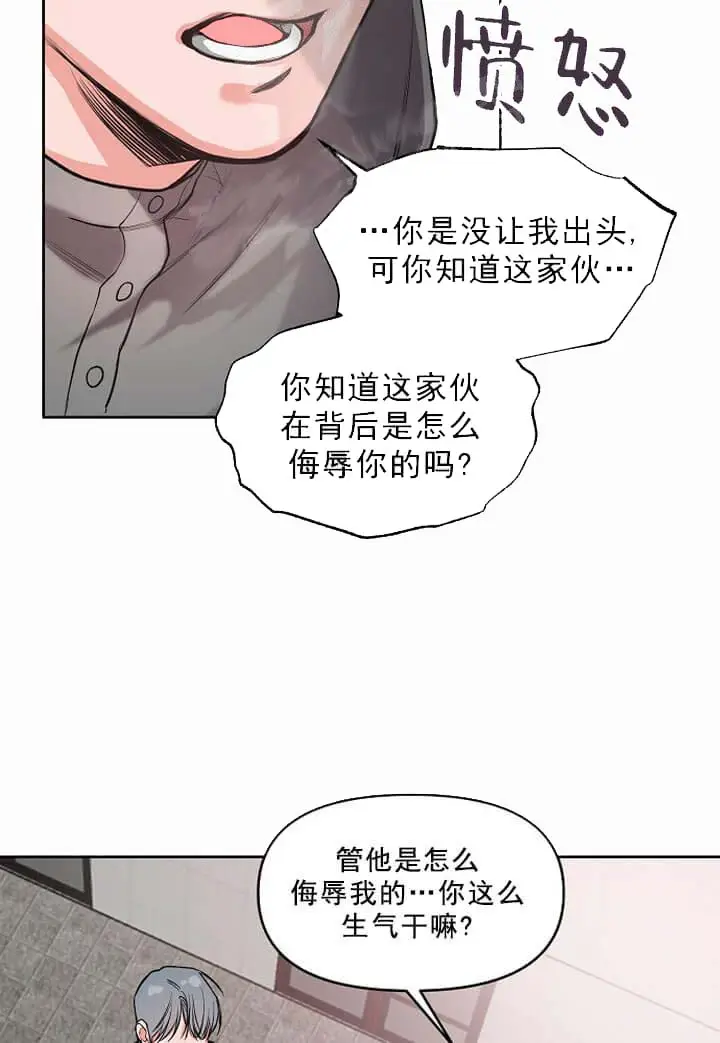 愤怒
…你是没让我出头,
可你知道这家伙…
你知道这家伙
在背后是怎么
侮辱你的吗?
管他是怎么
侮辱我的…你这么
生气干嘛?